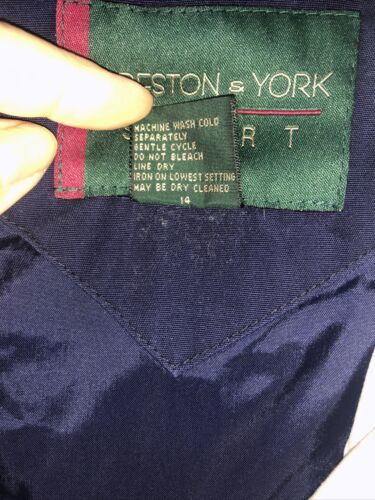 RESTON & YORK
S RT
MACHINE WASH COLD
SEPARATELY
GENTLE CYCLE
DO NOT BLEACH
LINE DRY
IRON ON LOWEST SETTING
MAY BE DRY CLEANED
14